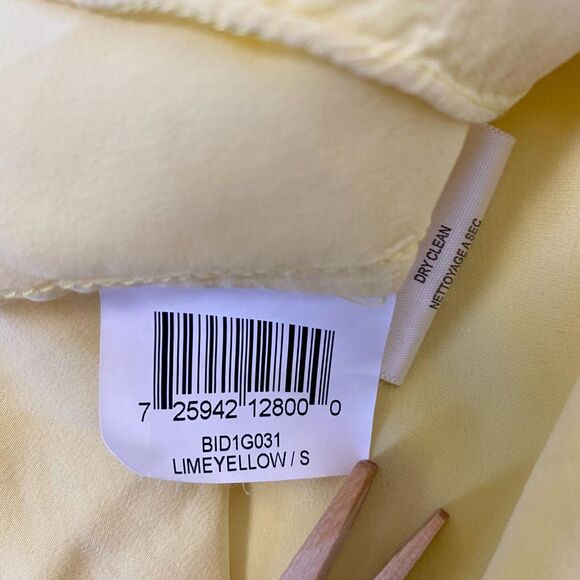 DRY CLEAN
NETTOYAGE A SEC
7 25942 12800 0
BID1G031
LIMEYELLOW / S